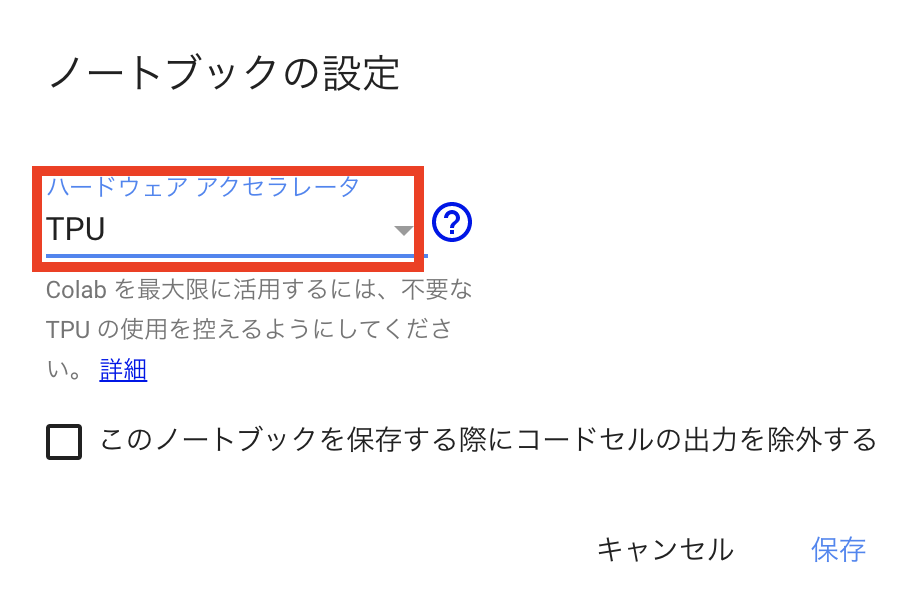 ノートブックの設定
ハードウェア アクセラレータ
TPU
?
Colab を最大限に活用するには、不要な
TPU の使用を控えるようにしてくださ
い。 詳細
このノートブックを保存する際にコードセルの出力を除外する
キャンセル 保存